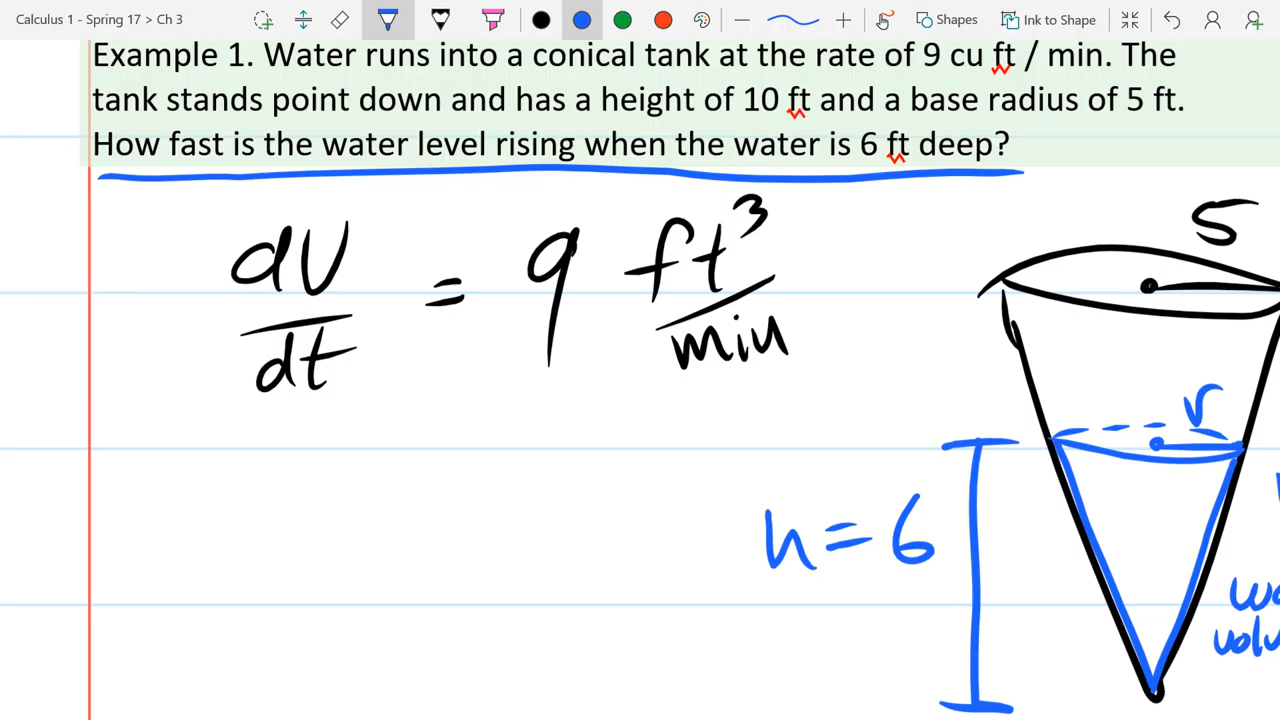 Calculus 1 - Spring 17 > Ch 3
Shapes
Ink to Shape
Example 1. Water runs into a conical tank at the rate of 9 cu ft / min. The
tank stands point down and has a height of 10 ft and a base radius of 5 ft.
How fast is the water level rising when the water is 6 ft deep?
dV/dt = 9 ft³/min
5
r
h = 6
wa
volu